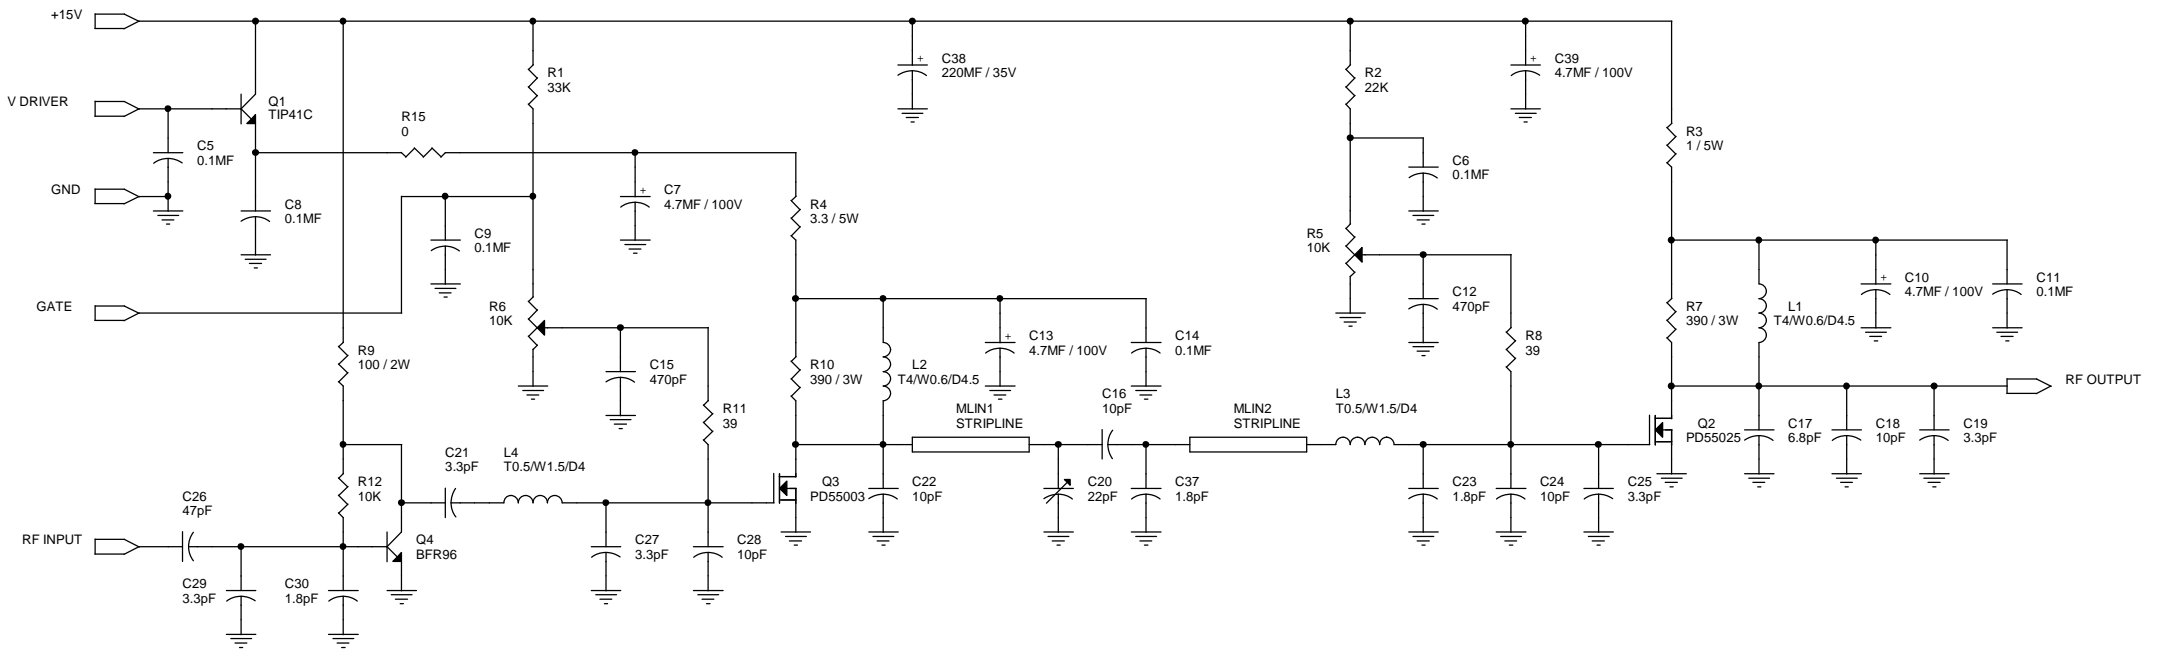 +15V
V DRIVER
GND
GATE
RF INPUT
Q1
TIP41C
C5
0.1MF
C8
0.1MF
R15
0
R1
33K
C9
0.1MF
C7
+
4.7MF / 100V
R4
3.3 / 5W
R6
10K
R9
100 / 2W
C15
470pF
R11
39
R10
390 / 3W
L2
T4/W0.6/D4.5
C13
+
4.7MF / 100V
C14
0.1MF
C38
+
220MF / 35V
R2
22K
C39
+
4.7MF / 100V
C6
0.1MF
R5
10K
C12
470pF
R8
39
R3
1 / 5W
R7
390 / 3W
L1
T4/W0.6/D4.5
C10
+
4.7MF / 100V
C11
0.1MF
RF OUTPUT
MLIN1
STRIPLINE
C16
10pF
MLIN2
STRIPLINE
L3
T0.5/W1.5/D4
Q2
PD55025
C17
6.8pF
C18
10pF
C19
3.3pF
R12
10K
C21
3.3pF
L4
T0.5/W1.5/D4
Q3
PD55003
C22
10pF
C20
22pF
C37
1.8pF
C23
1.8pF
C24
10pF
C25
3.3pF
C26
47pF
Q4
BFR96
C27
3.3pF
C28
10pF
C29
3.3pF
C30
1.8pF